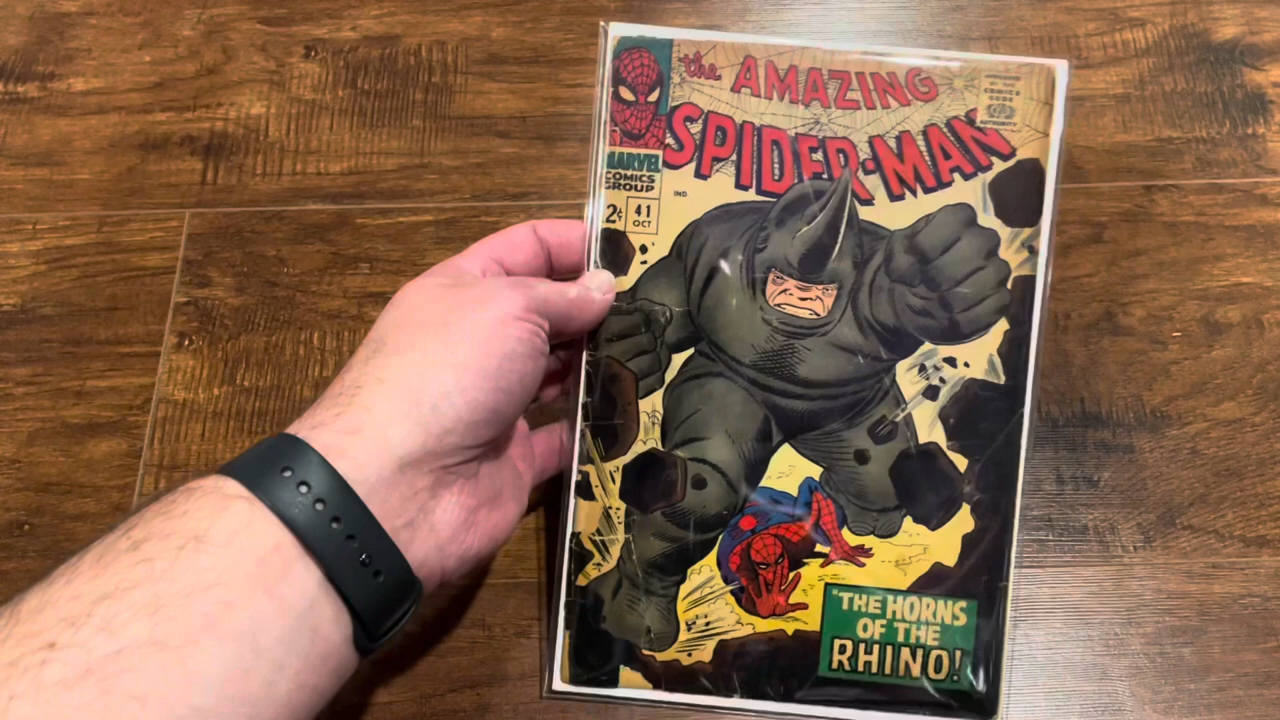 the AMAZING
SPIDER-MAN
APPROVED
BY THE
COMICS
CODE
AUTHORITY
MARVEL
COMICS
GROUP
IND.
2¢
41
OCT
"THE HORNS
OF THE
RHINO!